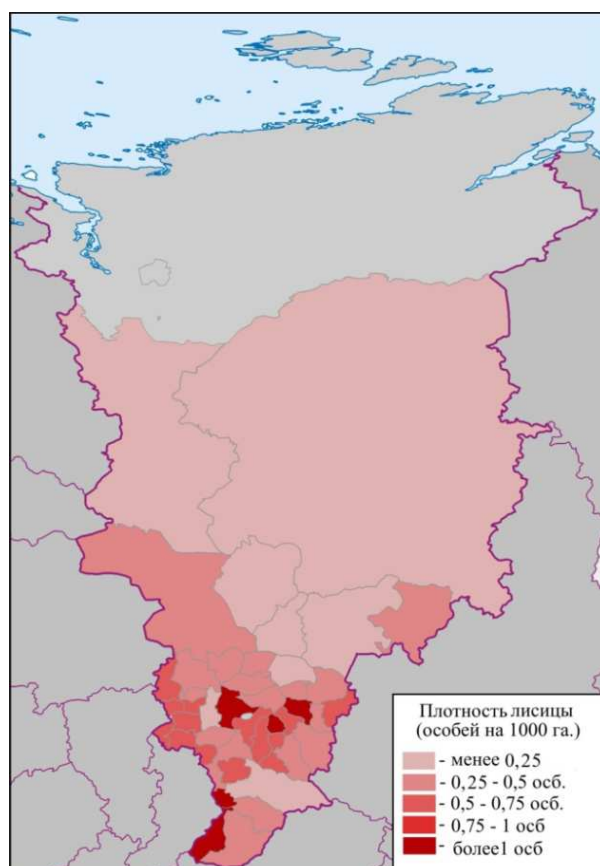 Плотность лисицы
(особей на 1000 га.)
- менее 0,25
- 0,25 - 0,5 осб.
- 0,5 - 0,75 осб.
- 0,75 - 1 осб
- более1 осб